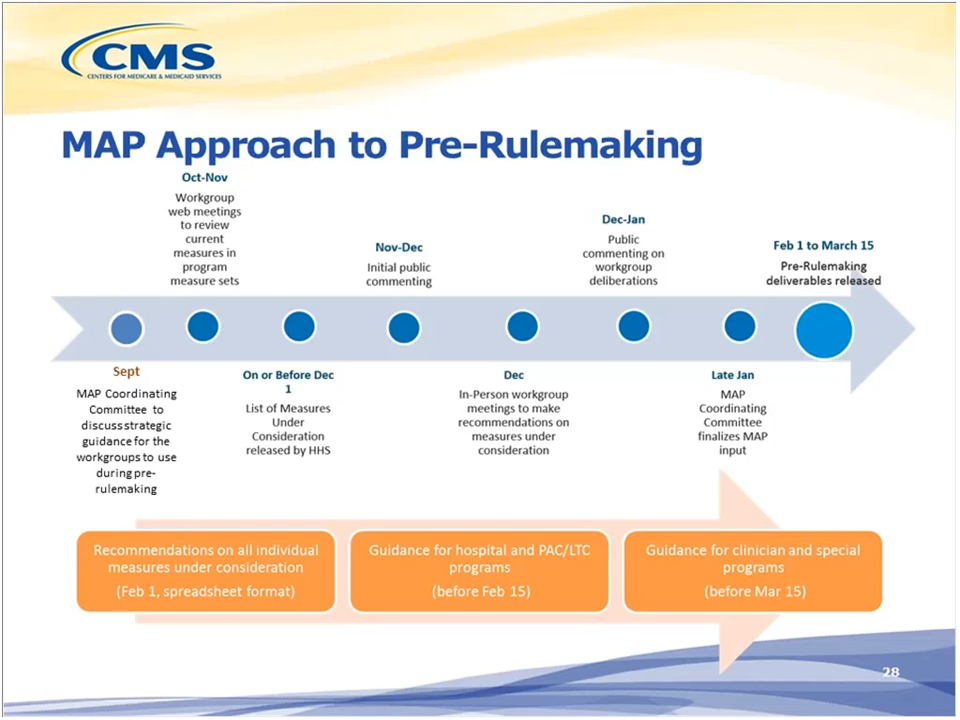 CMS
CENTERS FOR MEDICARE & MEDICAID SERVICES
MAP Approach to Pre-Rulemaking
Oct-Nov
Workgroup
web meetings
to review
current
measures in
program
measure sets
Nov-Dec
Initial public
commenting
Dec-Jan
Public
commenting on
workgroup
deliberations
Feb 1 to March 15
Pre-Rulemaking
deliverables released
Sept
MAP Coordinating
Committee to
discuss strategic
guidance for the
workgroups to use
during pre-
rulemaking
On or Before Dec
1
List of Measures
Under
Consideration
released by HHS
Dec
In-Person workgroup
meetings to make
recommendations on
measures under
consideration
Late Jan
MAP
Coordinating
Committee
finalizes MAP
input
Recommendations on all individual
measures under consideration
(Feb 1, spreadsheet format)
Guidance for hospital and PAC/LTC
programs
(before Feb 15)
Guidance for clinician and special
programs
(before Mar 15)
28